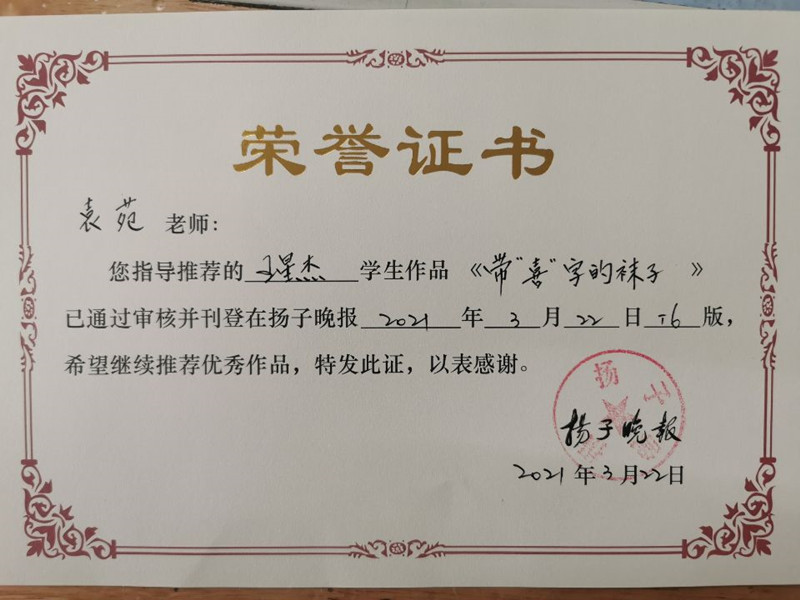 荣誉证书
袁苑 老师：
您指导推荐的 王星杰 学生作品《带"喜"字的袜子》
已通过审核并刊登在扬子晚报 2021 年 3 月 22 日 T6 版，
希望继续推荐优秀作品，特发此证，以表感谢。
扬子晚报
2021年3月22日